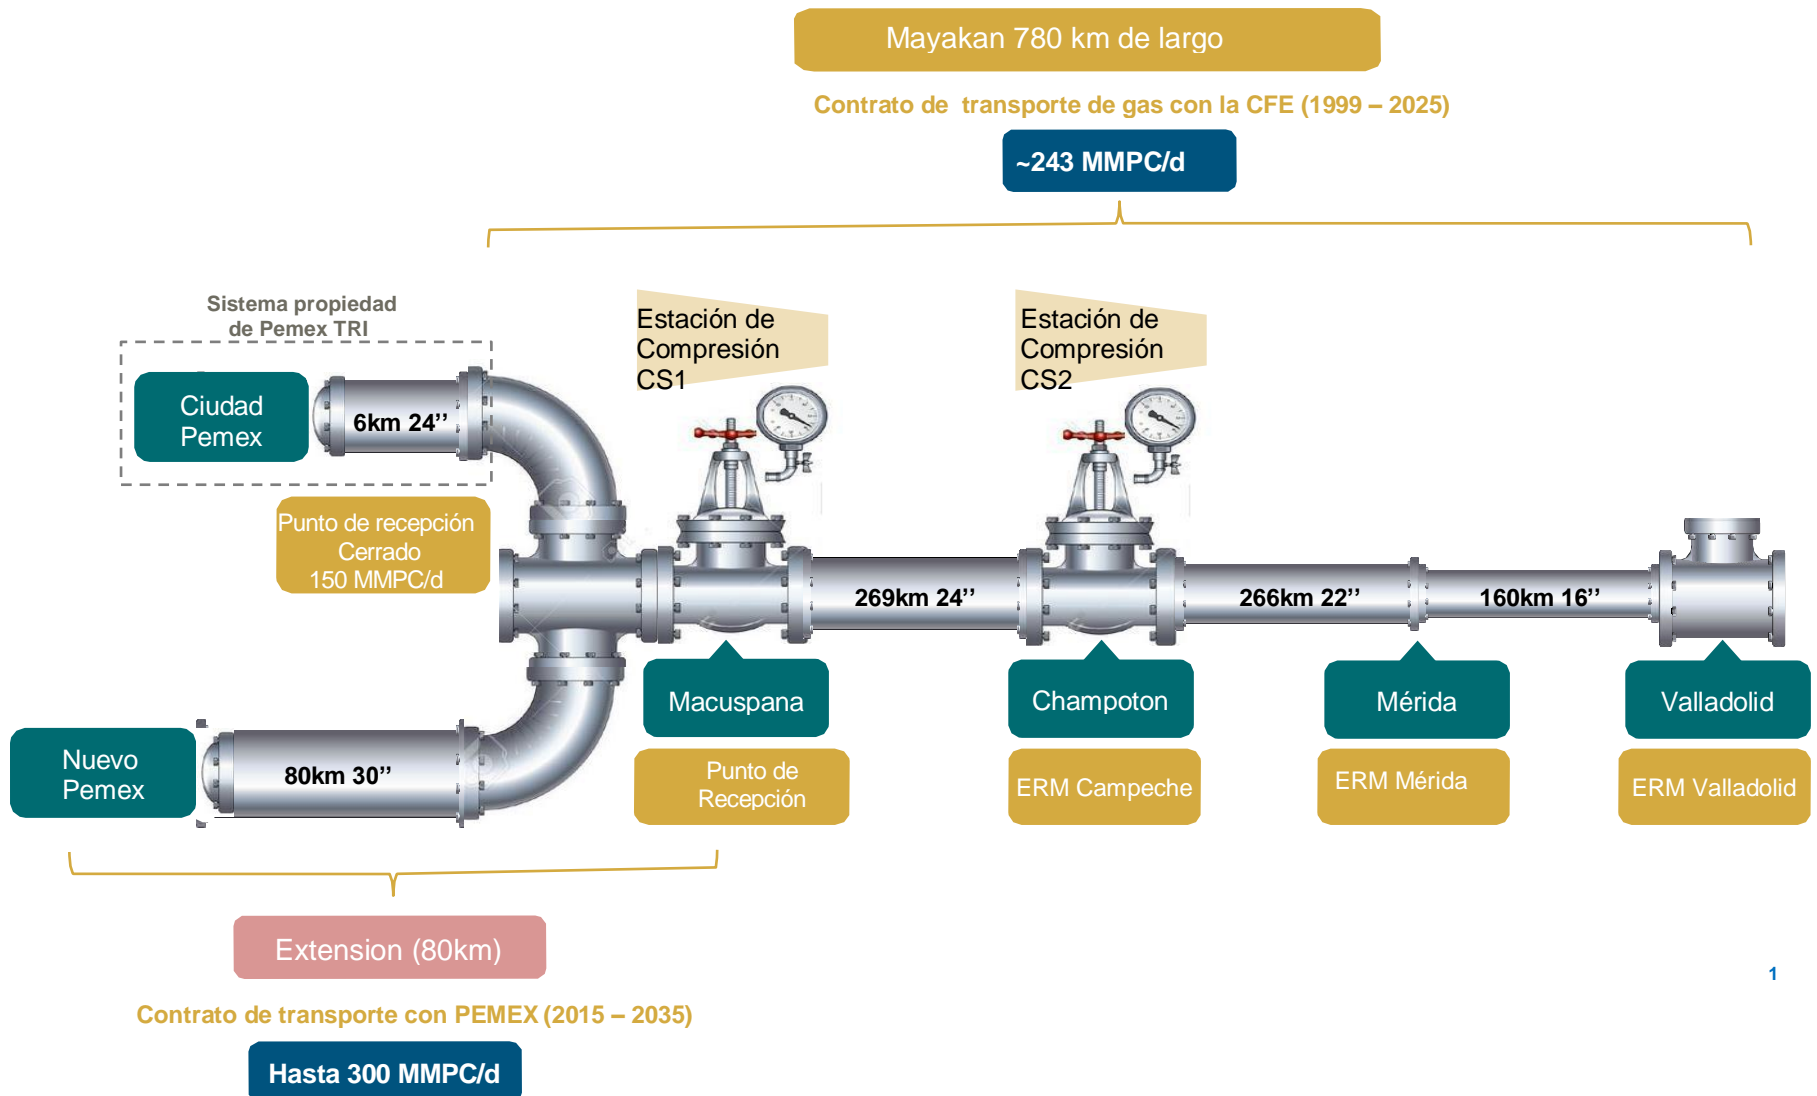 Mayakan 780 km de largo
Contrato de transporte de gas con la CFE (1999 – 2025)
~243 MMPC/d
Sistema propiedad
de Pemex TRI
Ciudad
Pemex
6km 24’’
Punto de recepción
Cerrado
150 MMPC/d
Estación de
Compresión
CS1
Estación de
Compresión
CS2
269km 24’’
266km 22’’
160km 16’’
Macuspana
Champoton
Mérida
Valladolid
Punto de
Recepción
ERM Campeche
ERM Mérida
ERM Valladolid
Nuevo
Pemex
80km 30’’
Extension (80km)
Contrato de transporte con PEMEX (2015 – 2035)
Hasta 300 MMPC/d
1